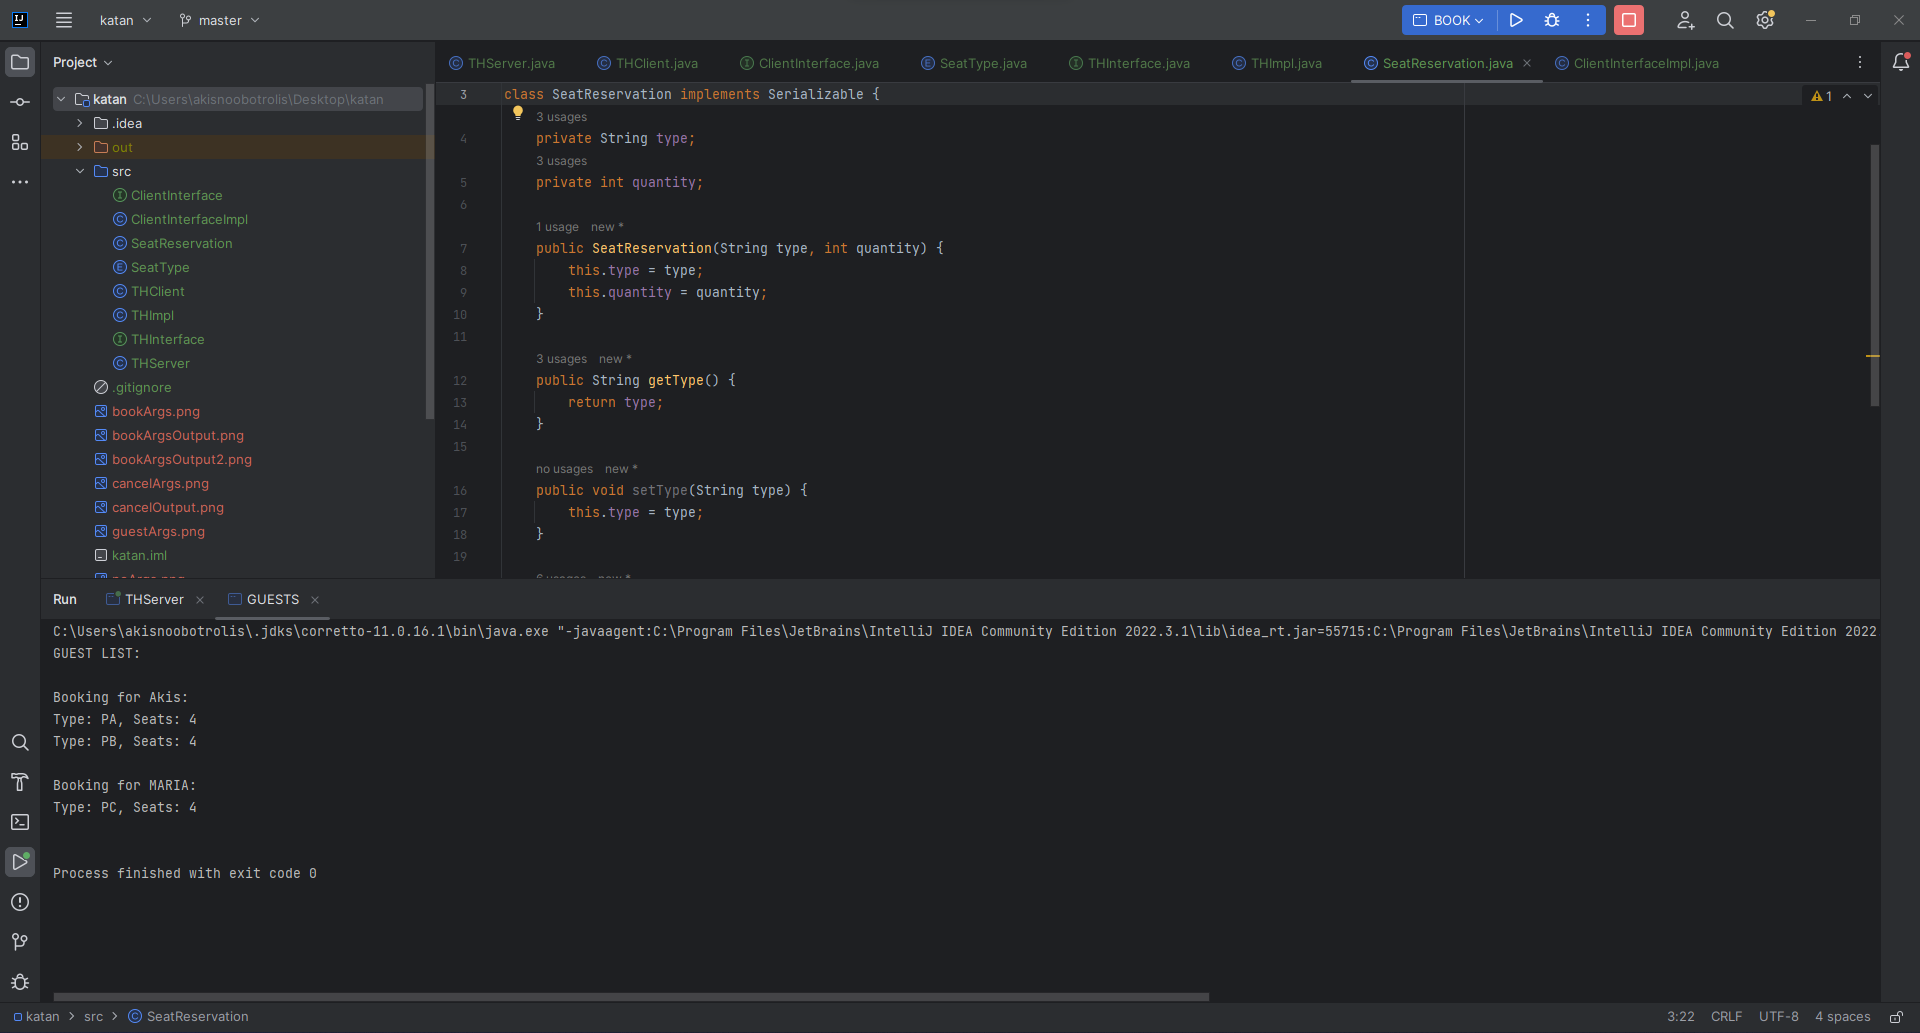 katan
master
BOOK
Project
THServer.java
THClient.java
ClientInterface.java
SeatType.java
THInterface.java
THImpl.java
SeatReservation.java
ClientInterfaceImpl.java
katan C:\Users\akisnoobotrolis\Desktop\katan
.idea
out
src
ClientInterface
ClientInterfaceImpl
SeatReservation
SeatType
THClient
THImpl
THInterface
THServer
.gitignore
bookArgs.png
bookArgsOutput.png
bookArgsOutput2.png
cancelArgs.png
cancelOutput.png
guestArgs.png
katan.iml
1
3 class SeatReservation implements Serializable {
3 usages
4 private String type;
3 usages
5 private int quantity;
6
1 usage new *
7 public SeatReservation(String type, int quantity) {
8 this.type = type;
9 this.quantity = quantity;
10 }
11
3 usages new *
12 public String getType() {
13 return type;
14 }
15
no usages new *
16 public void setType(String type) {
17 this.type = type;
18 }
19
Run
THServer
GUESTS
C:\Users\akisnoobotrolis\.jdks\corretto-11.0.16.1\bin\java.exe "-javaagent:C:\Program Files\JetBrains\IntelliJ IDEA Community Edition 2022.3.1\lib\idea_rt.jar=55715:C:\Program Files\JetBrains\IntelliJ IDEA Community Edition 2022
GUEST LIST:
Booking for Akis:
Type: PA, Seats: 4
Type: PB, Seats: 4
Booking for MARIA:
Type: PC, Seats: 4
Process finished with exit code 0
katan > src > SeatReservation
3:22 CRLF UTF-8 4 spaces